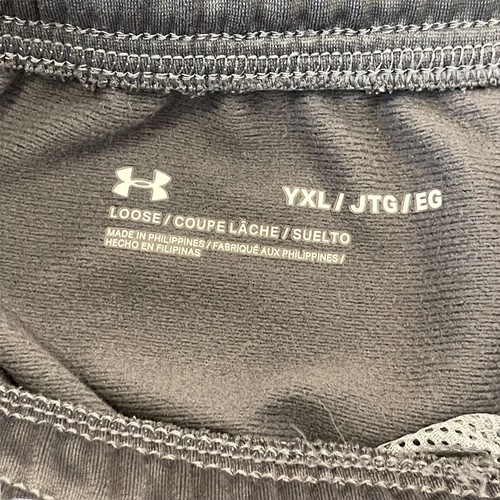 YXL / JTG / EG
LOOSE / COUPE LÂCHE / SUELTO
MADE IN PHILIPPINES / FABRIQUÉ AUX PHILIPPINES /
HECHO EN FILIPINAS